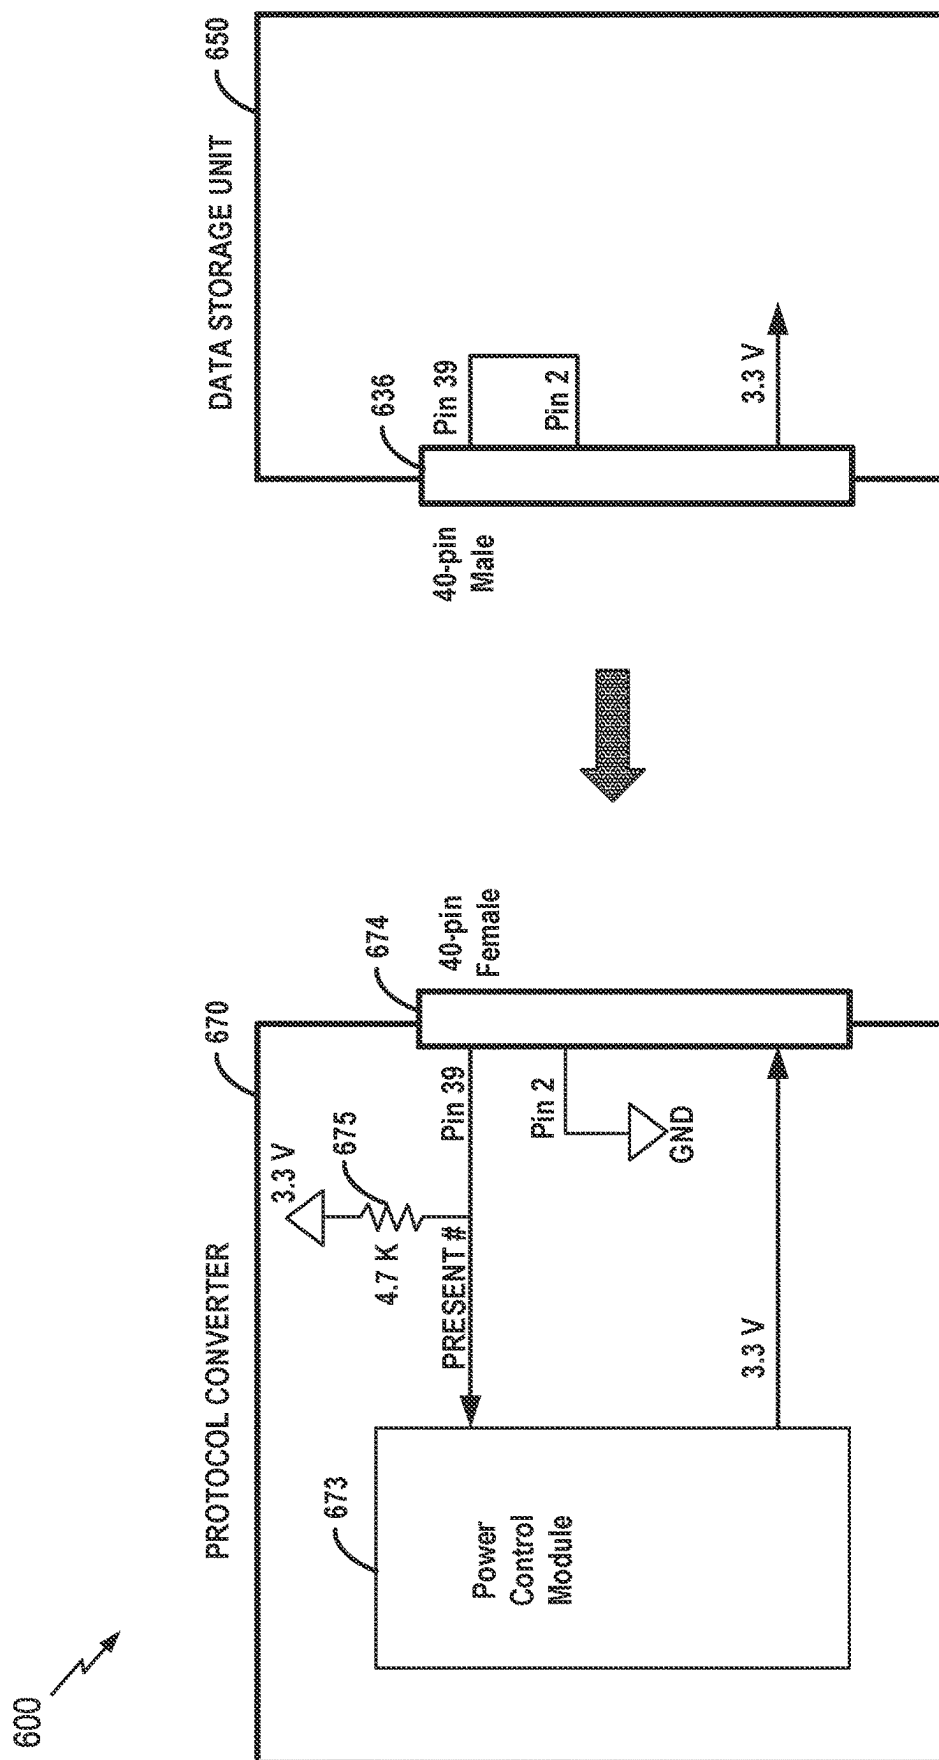 600
PROTOCOL CONVERTER
670
673
Power
Control
Module
3.3 V
4.7 K
675
PRESENT #
Pin 39
Pin 2
GND
3.3 V
674
40-pin
Female
DATA STORAGE UNIT
650
40-pin
Male
636
Pin 39
Pin 2
3.3 V